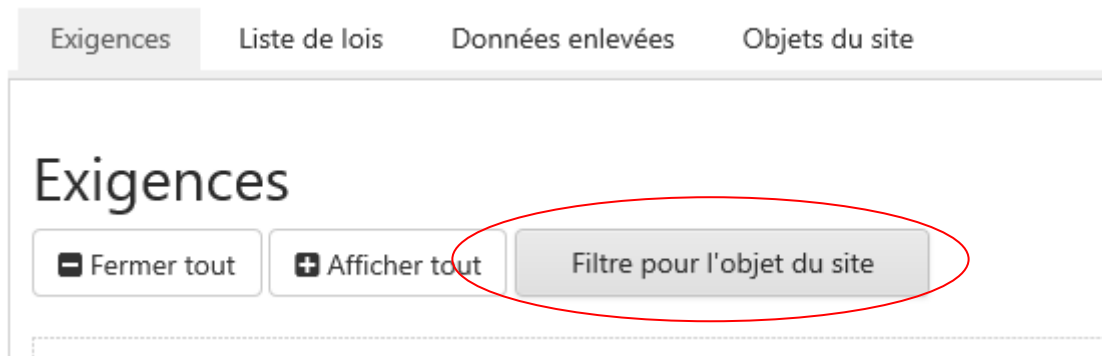 Exigences Liste de lois Données enlevées Objets du site
Exigences
Fermer tout Afficher tout Filtre pour l'objet du site